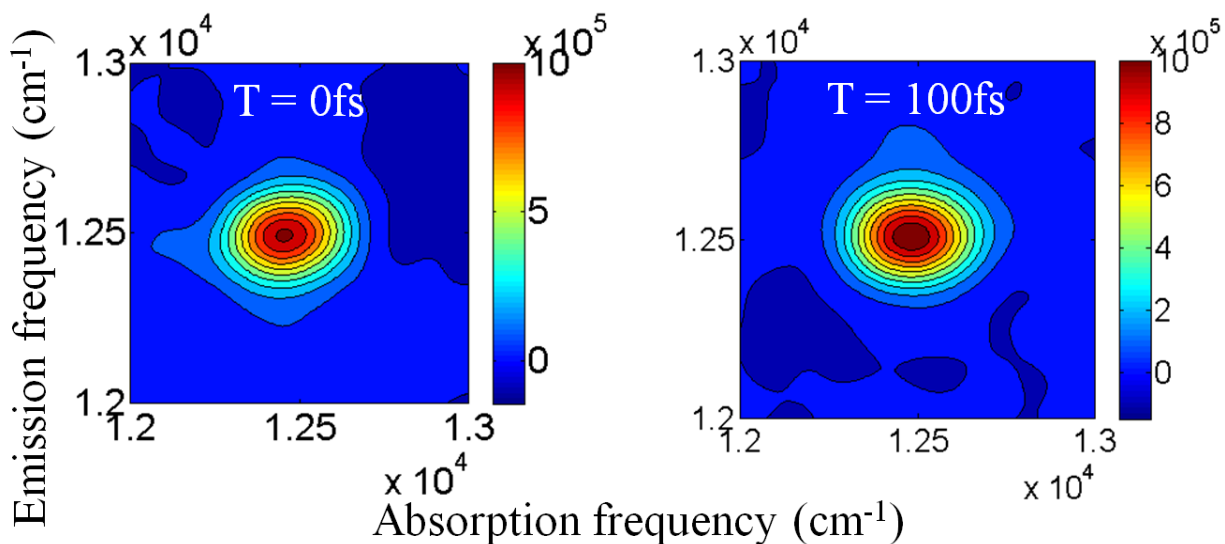 Emission frequency (cm-1)
x 10^4
1.3
1.25
1.2
T = 0fs
1.2
1.25
1.3
x 10^4
x 10^5
10
5
0
x 10^4
1.3
1.25
1.2
T = 100fs
1.2
1.25
1.3
x 10^4
x 10^5
10
8
6
4
2
0
Absorption frequency (cm-1)